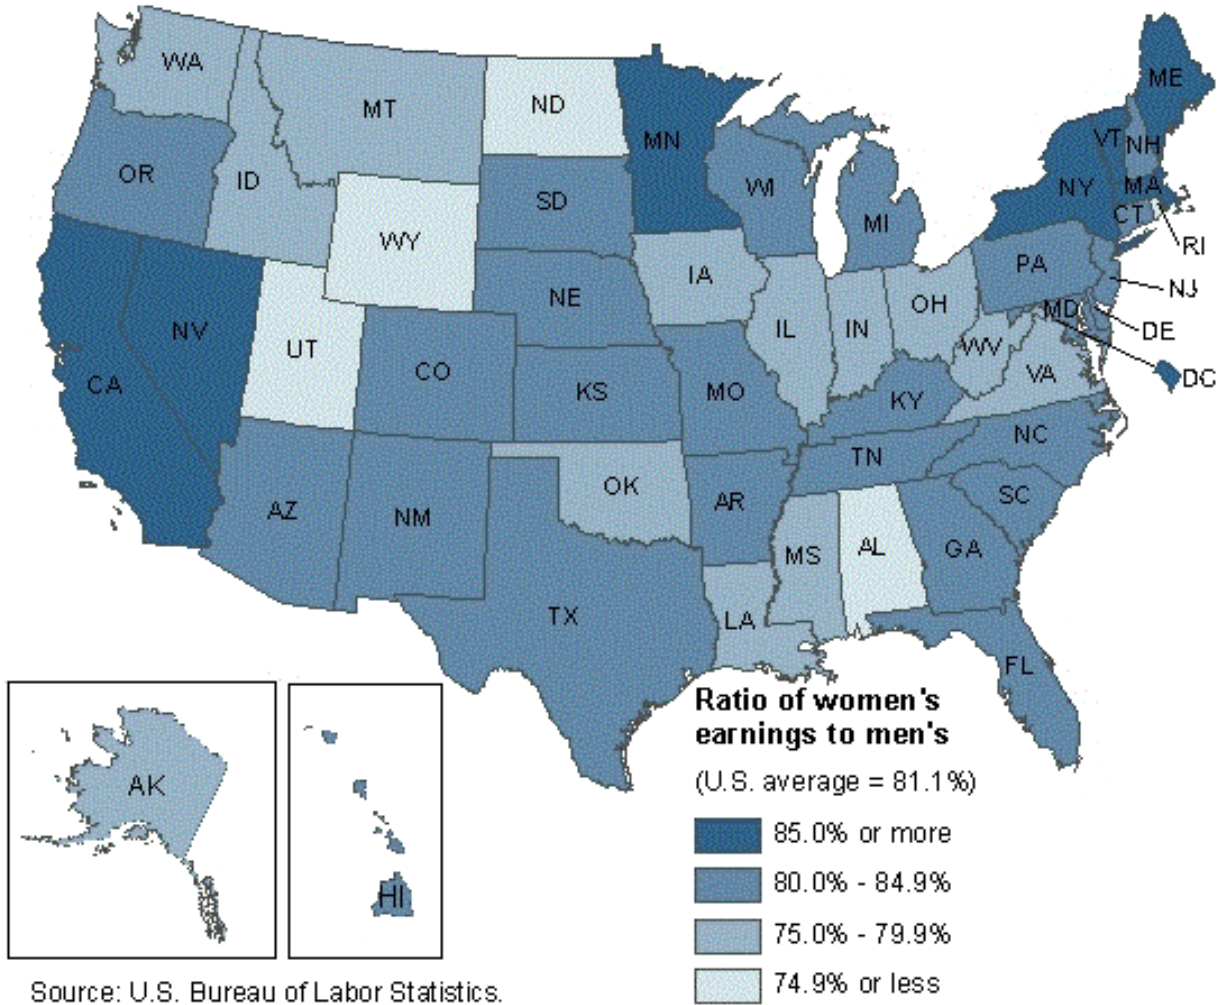 WA
MT
ND
MN
ME
VT
NH
OR
ID
SD
WI
MI
NY
MA
CT
RI
WY
IA
PA
NJ
NE
IL
IN
OH
MD
DE
NV
UT
CO
KS
MO
WV
VA
DC
CA
KY
NC
TN
OK
AR
SC
AZ
NM
MS
AL
GA
TX
LA
FL
AK
HI
Ratio of women's
earnings to men's
(U.S. average = 81.1%)
85.0% or more
80.0% - 84.9%
75.0% - 79.9%
74.9% or less
Source: U.S. Bureau of Labor Statistics.